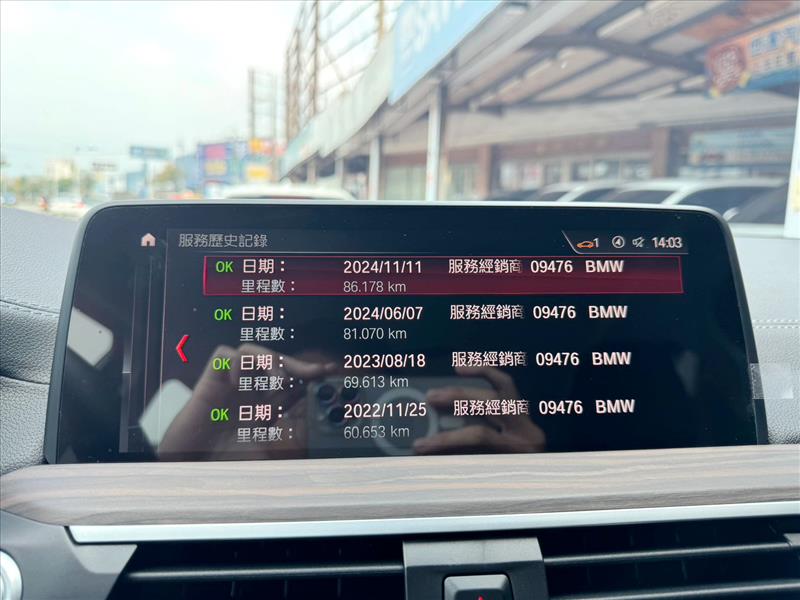 服務歷史記錄
1 14:03
OK 日期： 2024/11/11 服務經銷商 09476 BMW
里程數： 86.178 km
OK 日期： 2024/06/07 服務經銷商 09476 BMW
里程數： 81.070 km
OK 日期： 2023/08/18 服務經銷商 09476 BMW
里程數： 69.613 km
OK 日期： 2022/11/25 服務經銷商 09476 BMW
里程數： 60.653 km